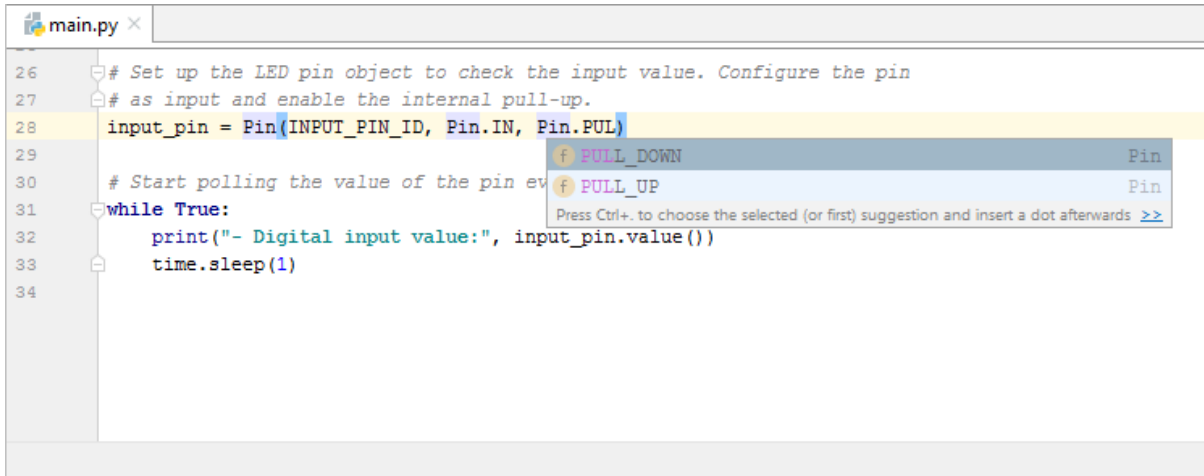 main.py
26 # Set up the LED pin object to check the input value. Configure the pin
27 # as input and enable the internal pull-up.
28 input_pin = Pin(INPUT_PIN_ID, Pin.IN, Pin.PUL)
29 f PULL_DOWN Pin
30 # Start polling the value of the pin ev f PULL_UP Pin
31 while True: Press Ctrl+. to choose the selected (or first) suggestion and insert a dot afterwards >>
32 print("- Digital input value:", input_pin.value())
33 time.sleep(1)
34